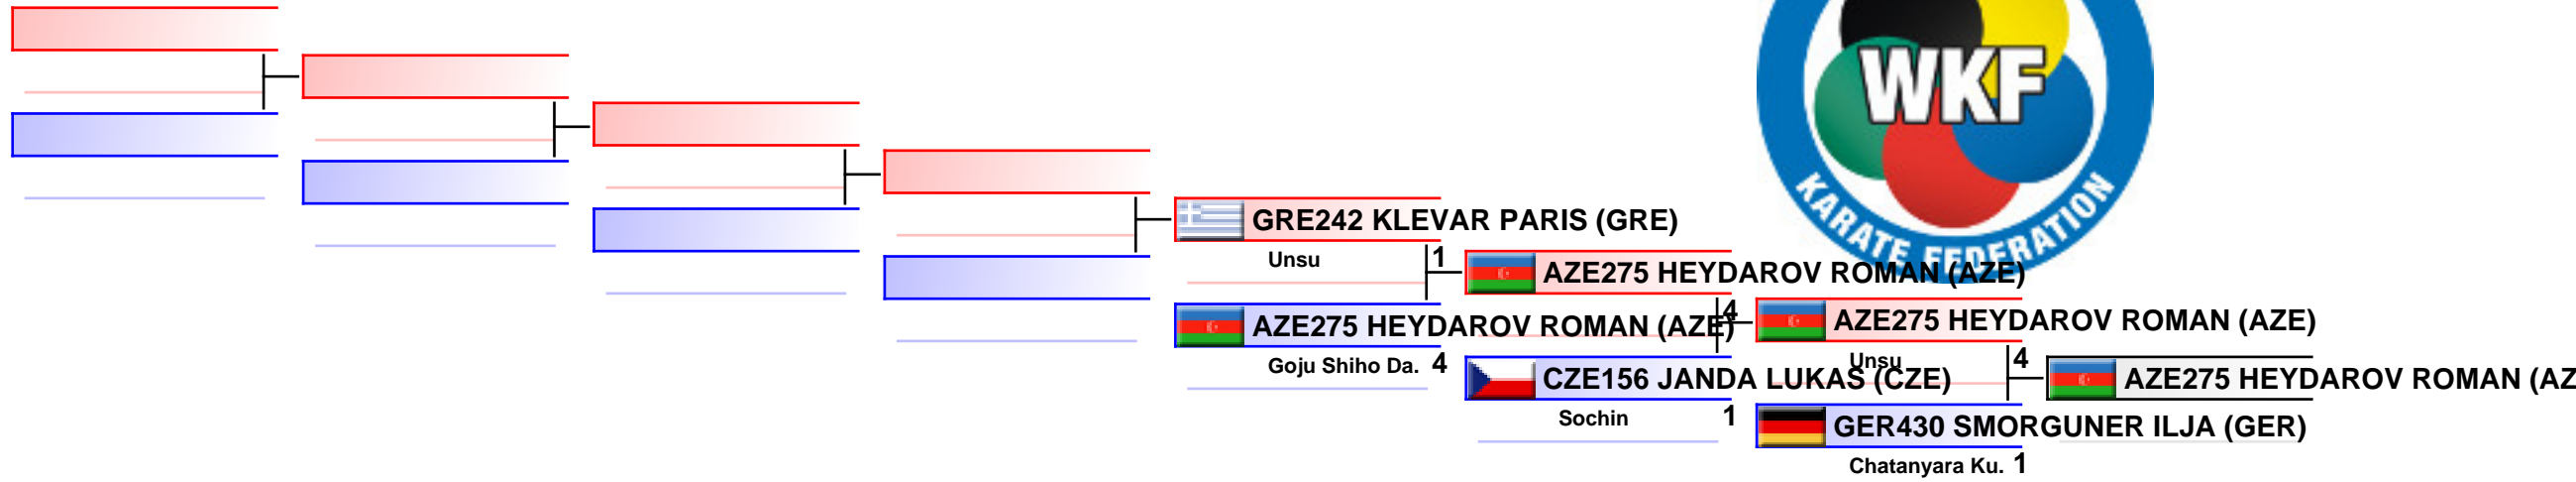 WKF
KARATE FEDERATION
GRE242 KLEVAR PARIS (GRE)
Unsu 1
AZE275 HEYDAROV ROMAN (AZE)
Goju Shiho Da. 4
AZE275 HEYDAROV ROMAN (AZE)
4
CZE156 JANDA LUKAS (CZE)
Sochin 1
AZE275 HEYDAROV ROMAN (AZE)
Unsu 4
GER430 SMORGUNER ILJA (GER)
Chatanyara Ku. 1
AZE275 HEYDAROV ROMAN (AZ